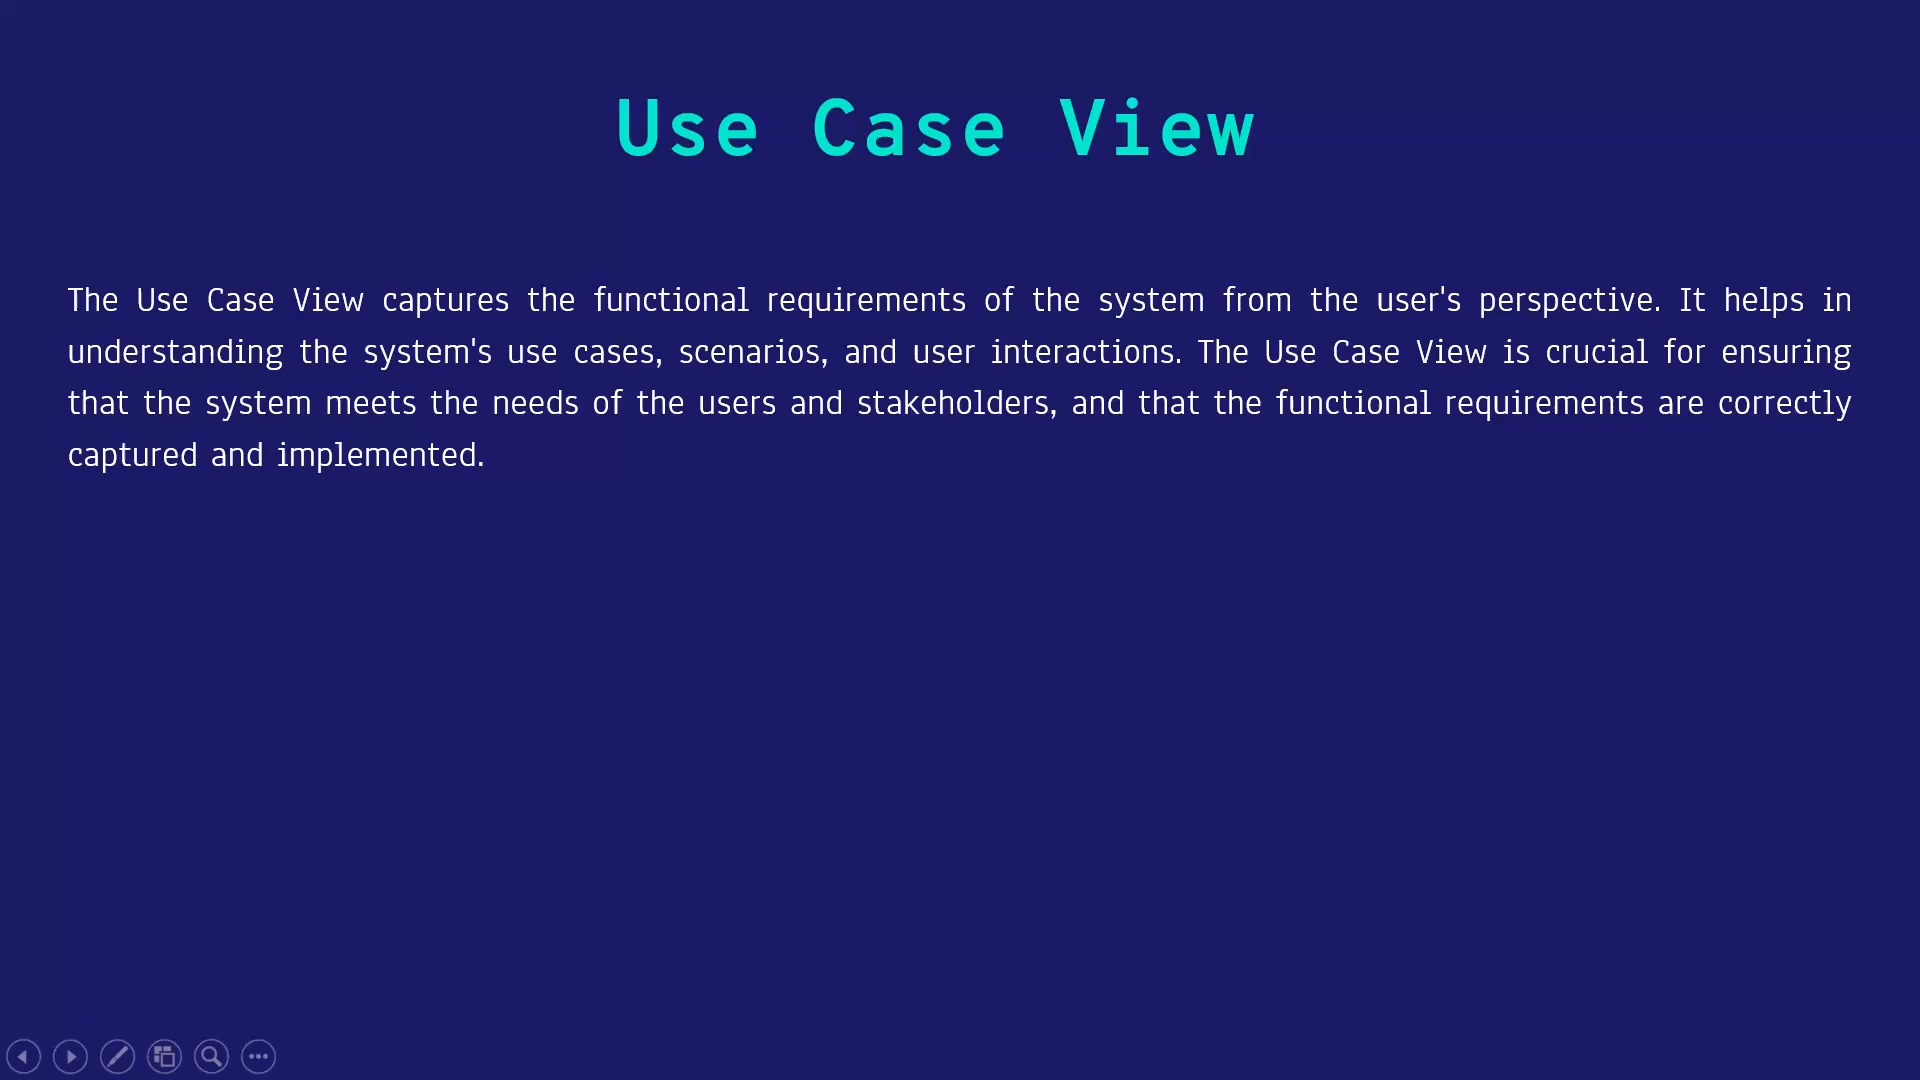 Use Case View
The Use Case View captures the functional requirements of the system from the user's perspective. It helps in
understanding the system's use cases, scenarios, and user interactions. The Use Case View is crucial for ensuring
that the system meets the needs of the users and stakeholders, and that the functional requirements are correctly
captured and implemented.